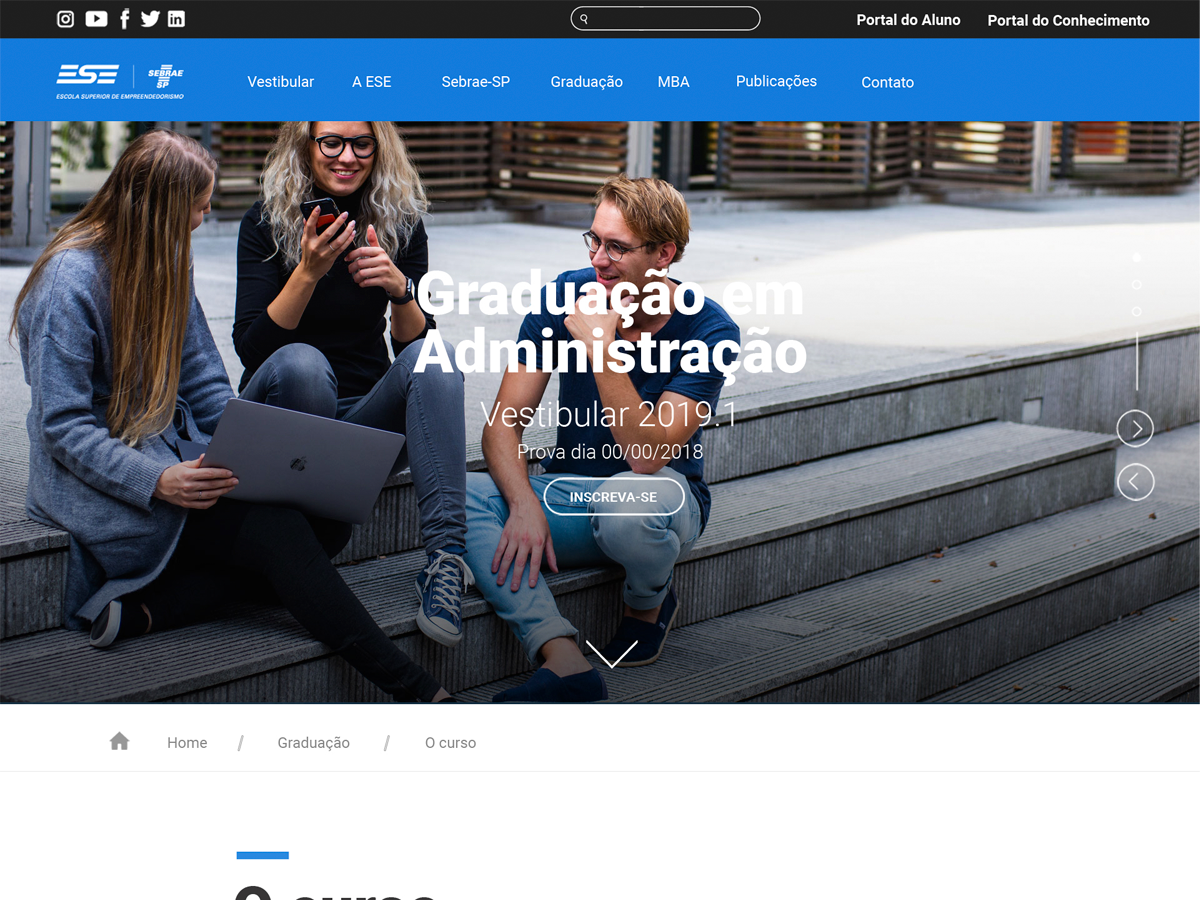 Portal do Aluno
Portal do Conhecimento
ESE
SEBRAE
SP
ESCOLA SUPERIOR DE EMPREENDEDORISMO
Vestibular
A ESE
Sebrae-SP
Graduação
MBA
Publicações
Contato
Graduação em
Administração
Vestibular 2019.1
Prova dia 00/00/2018
INSCREVA-SE
Home / Graduação / O curso
O curso